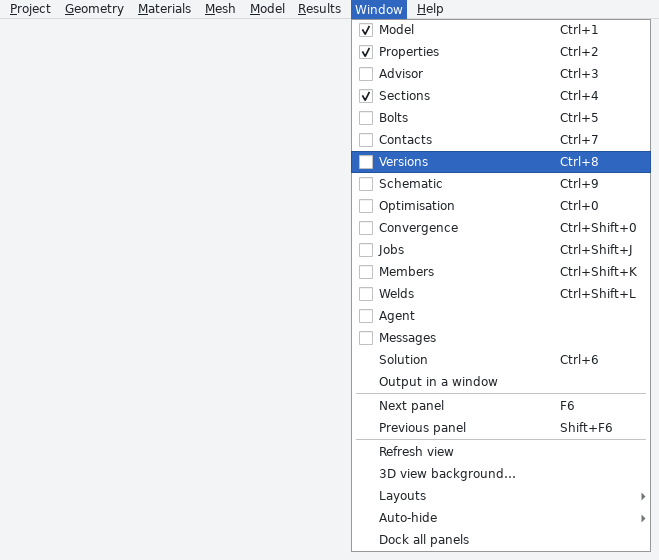 Project Geometry Materials Mesh Model Results Window Help
Model Ctrl+1
Properties Ctrl+2
Advisor Ctrl+3
Sections Ctrl+4
Bolts Ctrl+5
Contacts Ctrl+7
Versions Ctrl+8
Schematic Ctrl+9
Optimisation Ctrl+0
Convergence Ctrl+Shift+0
Jobs Ctrl+Shift+J
Members Ctrl+Shift+K
Welds Ctrl+Shift+L
Agent
Messages
Solution Ctrl+6
Output in a window
Next panel F6
Previous panel Shift+F6
Refresh view
3D view background...
Layouts
Auto-hide
Dock all panels